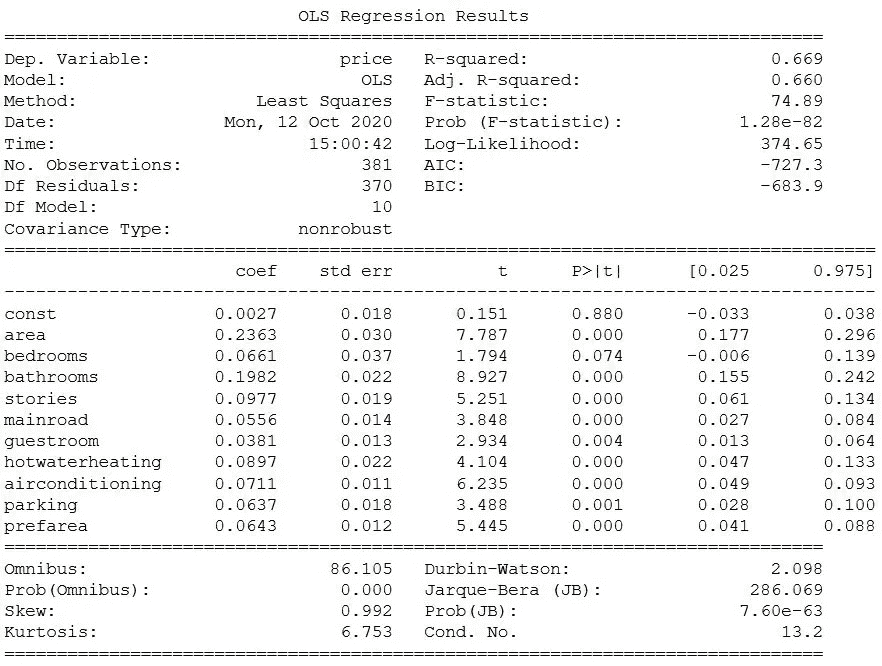 OLS Regression Results
==============================================================================
Dep. Variable: price R-squared: 0.669
Model: OLS Adj. R-squared: 0.660
Method: Least Squares F-statistic: 74.89
Date: Mon, 12 Oct 2020 Prob (F-statistic): 1.28e-82
Time: 15:00:42 Log-Likelihood: 374.65
No. Observations: 381 AIC: -727.3
Df Residuals: 370 BIC: -683.9
Df Model: 10
Covariance Type: nonrobust
===================================================================================
coef std err t P>|t| [0.025 0.975]
-----------------------------------------------------------------------------------
const 0.0027 0.018 0.151 0.880 -0.033 0.038
area 0.2363 0.030 7.787 0.000 0.177 0.296
bedrooms 0.0661 0.037 1.794 0.074 -0.006 0.139
bathrooms 0.1982 0.022 8.927 0.000 0.155 0.242
stories 0.0977 0.019 5.251 0.000 0.061 0.134
mainroad 0.0556 0.014 3.848 0.000 0.027 0.084
guestroom 0.0381 0.013 2.934 0.004 0.013 0.064
hotwaterheating 0.0897 0.022 4.104 0.000 0.047 0.133
airconditioning 0.0711 0.011 6.235 0.000 0.049 0.093
parking 0.0637 0.018 3.488 0.001 0.028 0.100
prefarea 0.0643 0.012 5.445 0.000 0.041 0.088
==============================================================================
Omnibus: 86.105 Durbin-Watson: 2.098
Prob(Omnibus): 0.000 Jarque-Bera (JB): 286.069
Skew: 0.992 Prob(JB): 7.60e-63
Kurtosis: 6.753 Cond. No. 13.2
==============================================================================